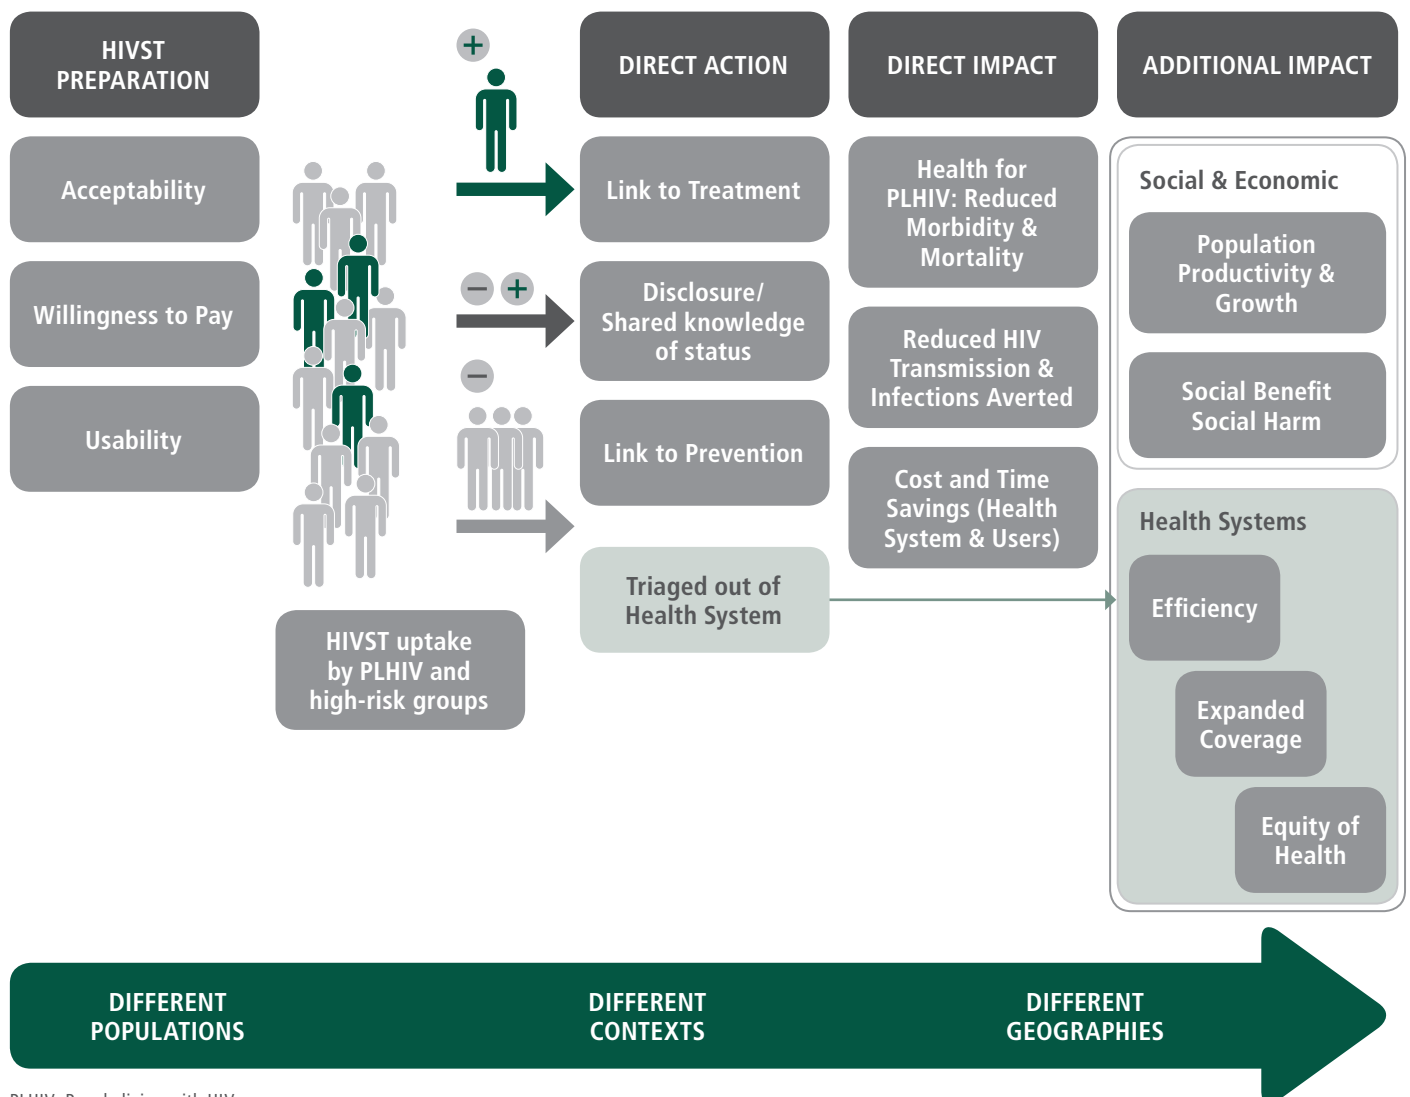 HIVST
PREPARATION
Acceptability
Willingness to Pay
Usability
HIVST uptake
by PLHIV and
high-risk groups
DIRECT ACTION
Link to Treatment
Disclosure/
Shared knowledge
of status
Link to Prevention
Triaged out of
Health System
DIRECT IMPACT
Health for
PLHIV: Reduced
Morbidity &
Mortality
Reduced HIV
Transmission &
Infections Averted
Cost and Time
Savings (Health
System & Users)
ADDITIONAL IMPACT
Social & Economic
Population
Productivity &
Growth
Social Benefit
Social Harm
Health Systems
Efficiency
Expanded
Coverage
Equity of
Health
DIFFERENT
POPULATIONS
DIFFERENT
CONTEXTS
DIFFERENT
GEOGRAPHIES